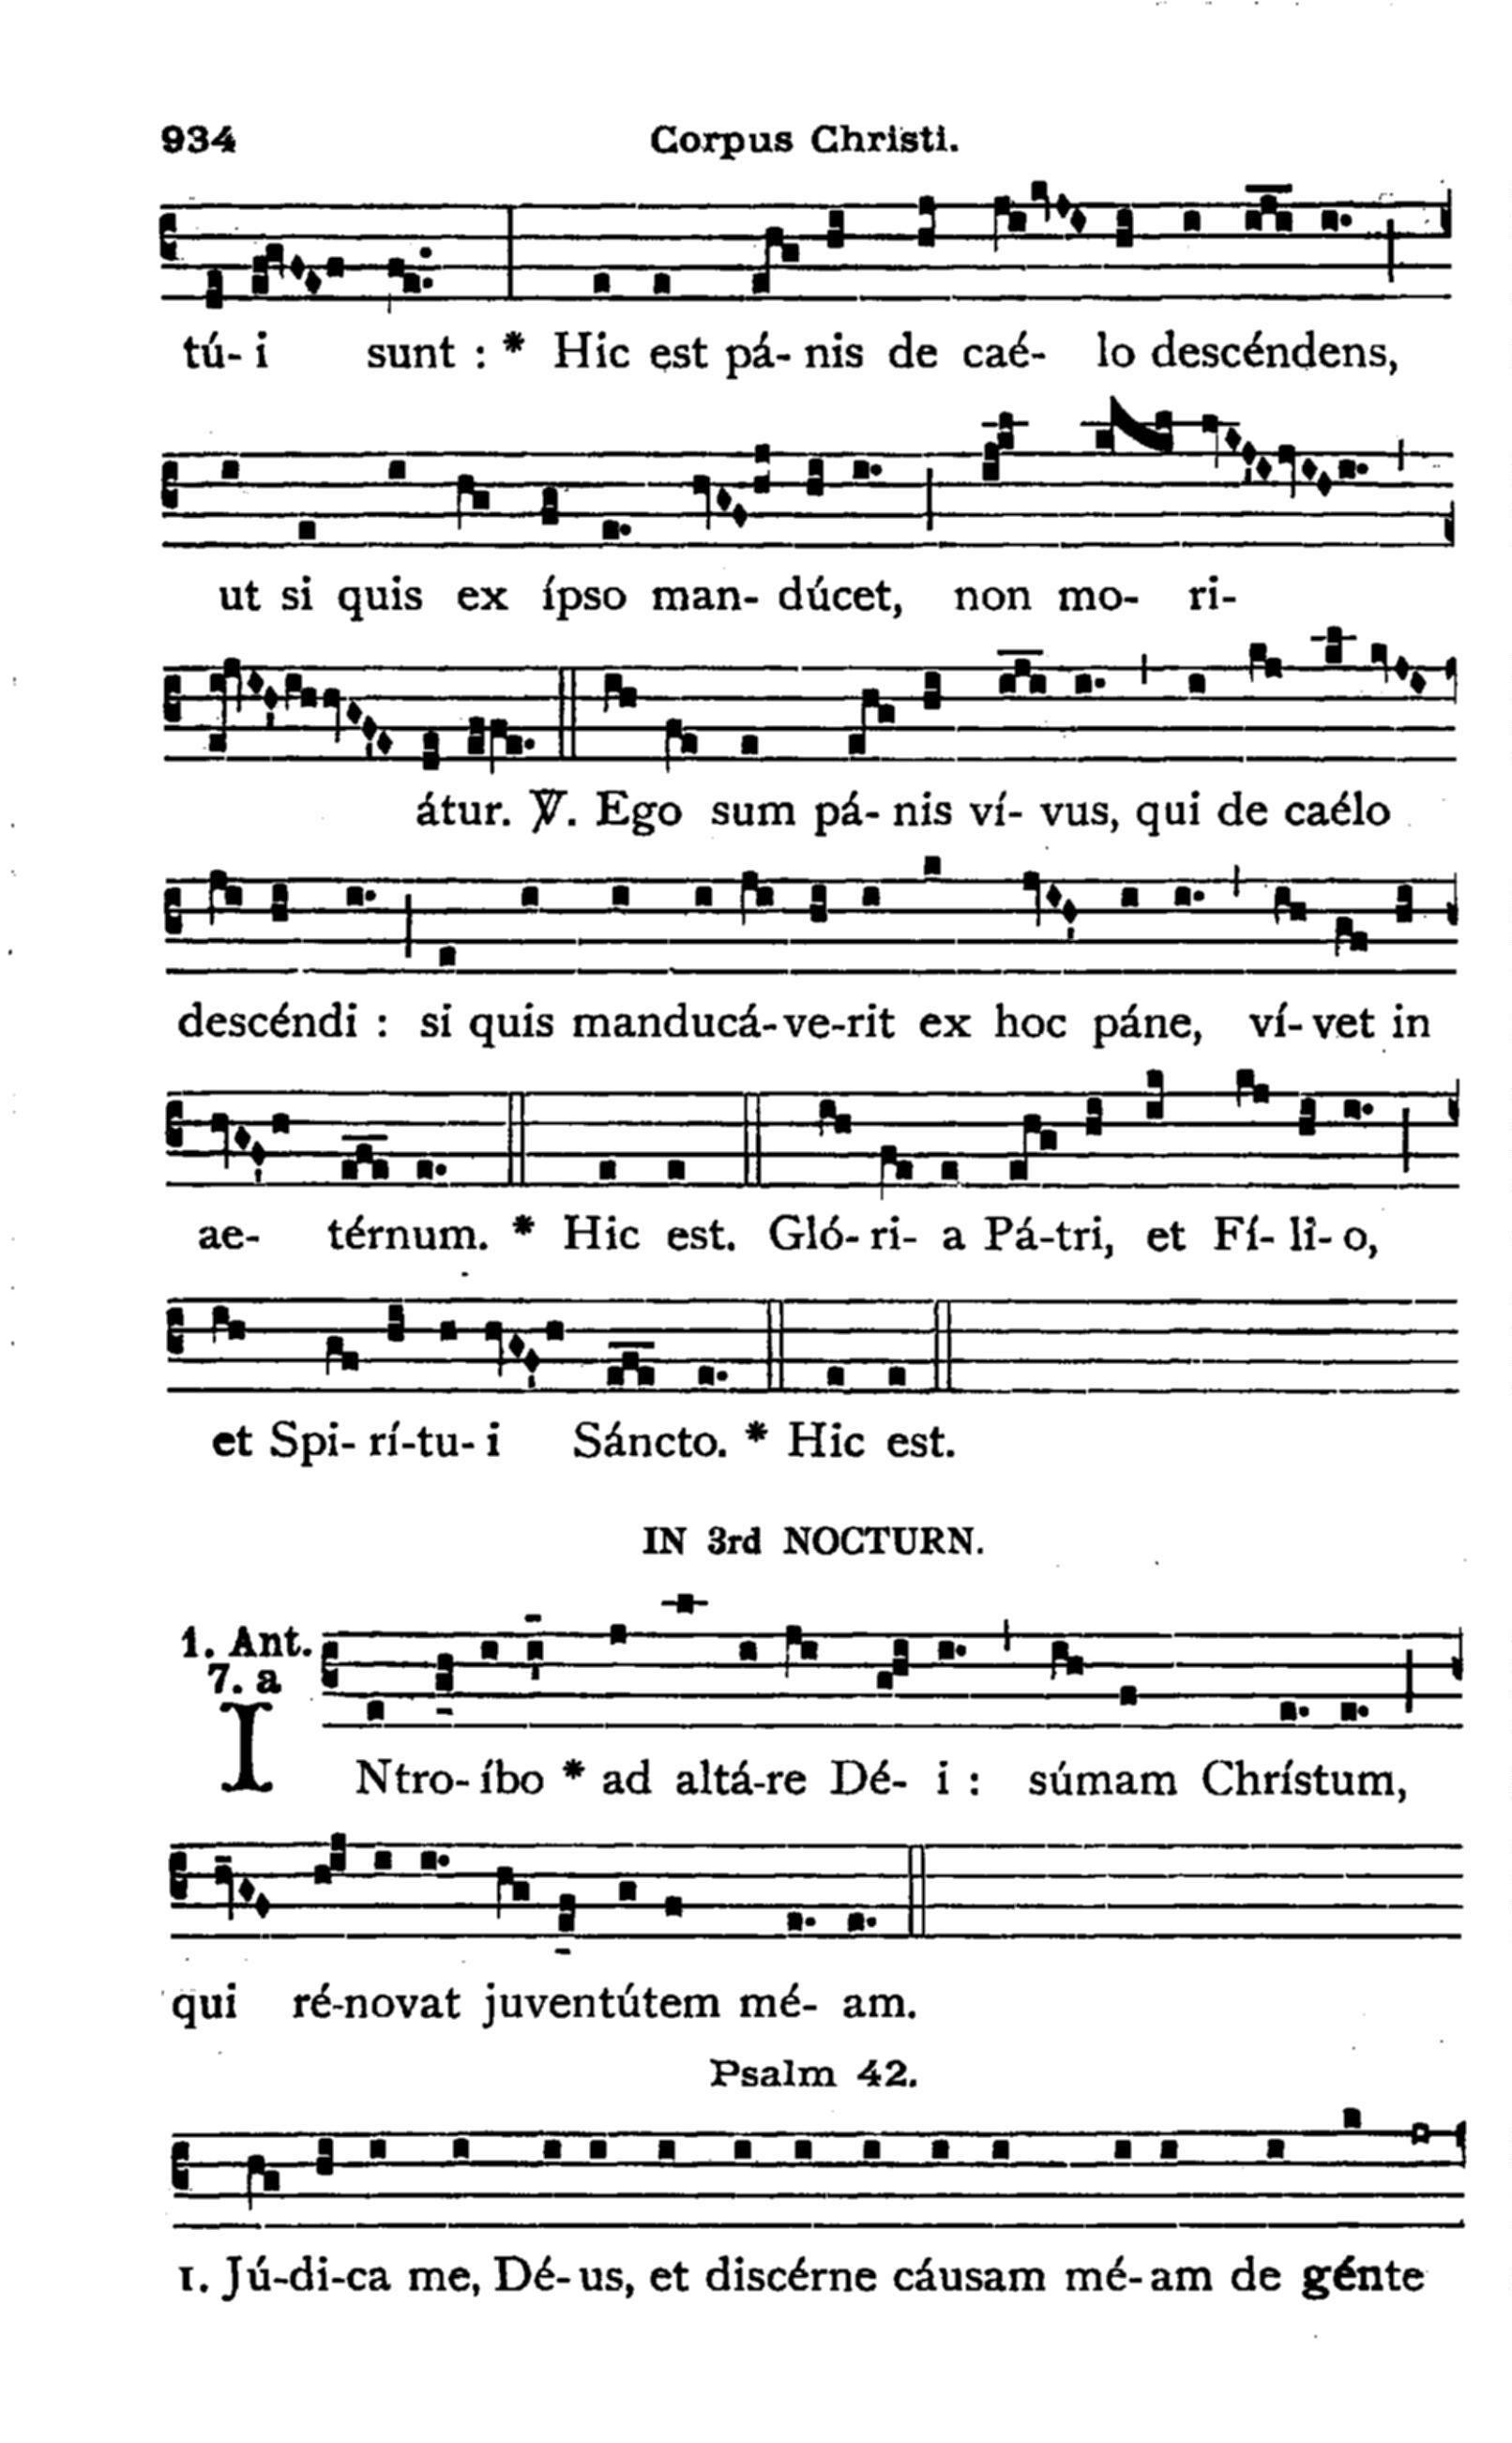 934 Corpus Christi.
tú- i sunt : * Hic est pá- nis de caé- lo descéndens,
ut si quis ex ípso man- dúcet, non mo- ri-
átur. ℣. Ego sum pá- nis ví- vus, qui de caélo
descéndi : si quis manducá-ve-rit ex hoc páne, ví- vet in
ae- térnum. * Hic est. Gló- ri- a Pá-tri, et Fí- li- o,
et Spi- rí-tu- i Sáncto. * Hic est.
IN 3rd NOCTURN.
1. Ant.
7. a
INtro- íbo * ad altá-re Dé- i : súmam Chrístum,
qui ré-novat juventútem mé- am.
Psalm 42.
1. Jú-di-ca me, Dé- us, et discérne cáusam mé- am de génte